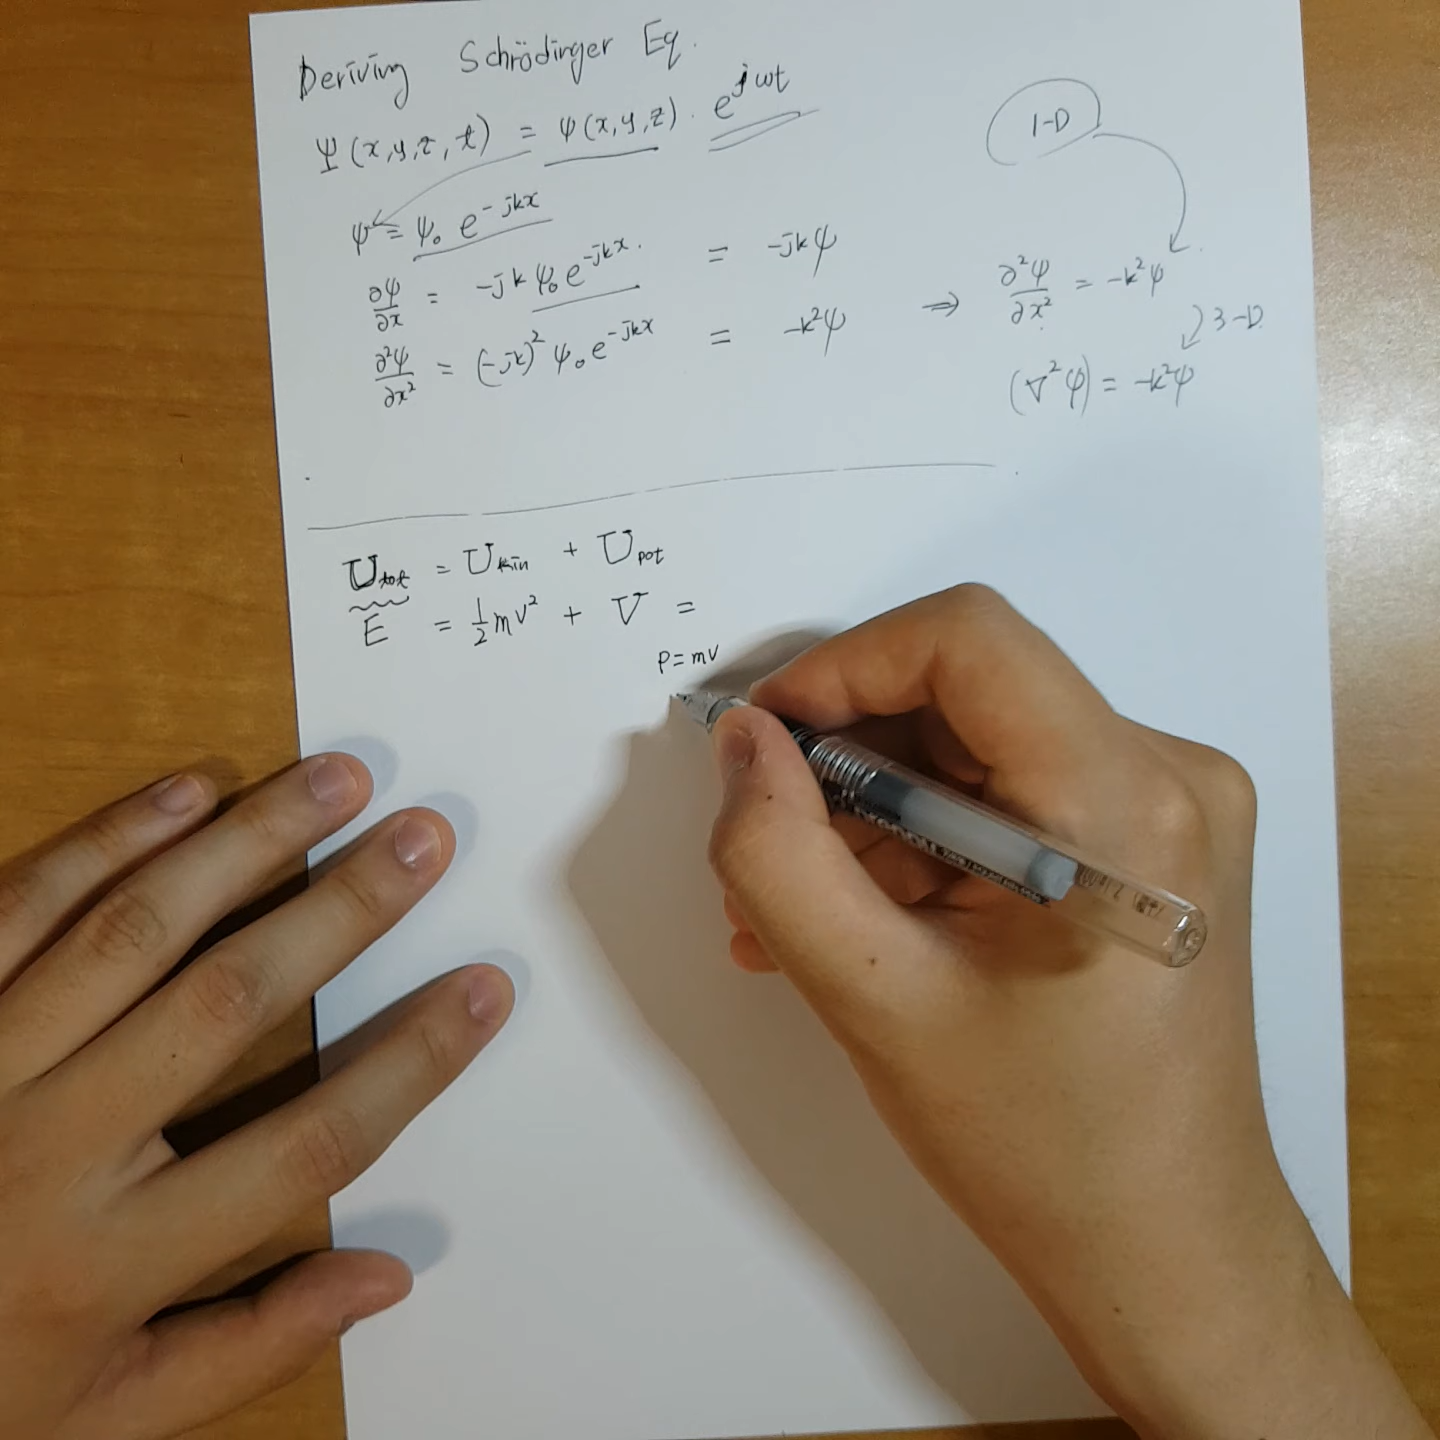 Deriving Schrödinger Eq.
Ψ(x,y,z,t) = ψ(x,y,z) · e^{jωt}
1-D
ψ = ψ₀ e^{-jkx}
∂ψ/∂x = -jk ψ₀ e^{-jkx} = -jkψ
∂²ψ/∂x² = (-jk)² ψ₀ e^{-jkx} = -k²ψ ⇒ ∂²ψ/∂x² = -k²ψ
3-D
(∇²ψ) = -k²ψ
U_tot = U_kin + U_pot
E = ½mv² + V =
P = mv